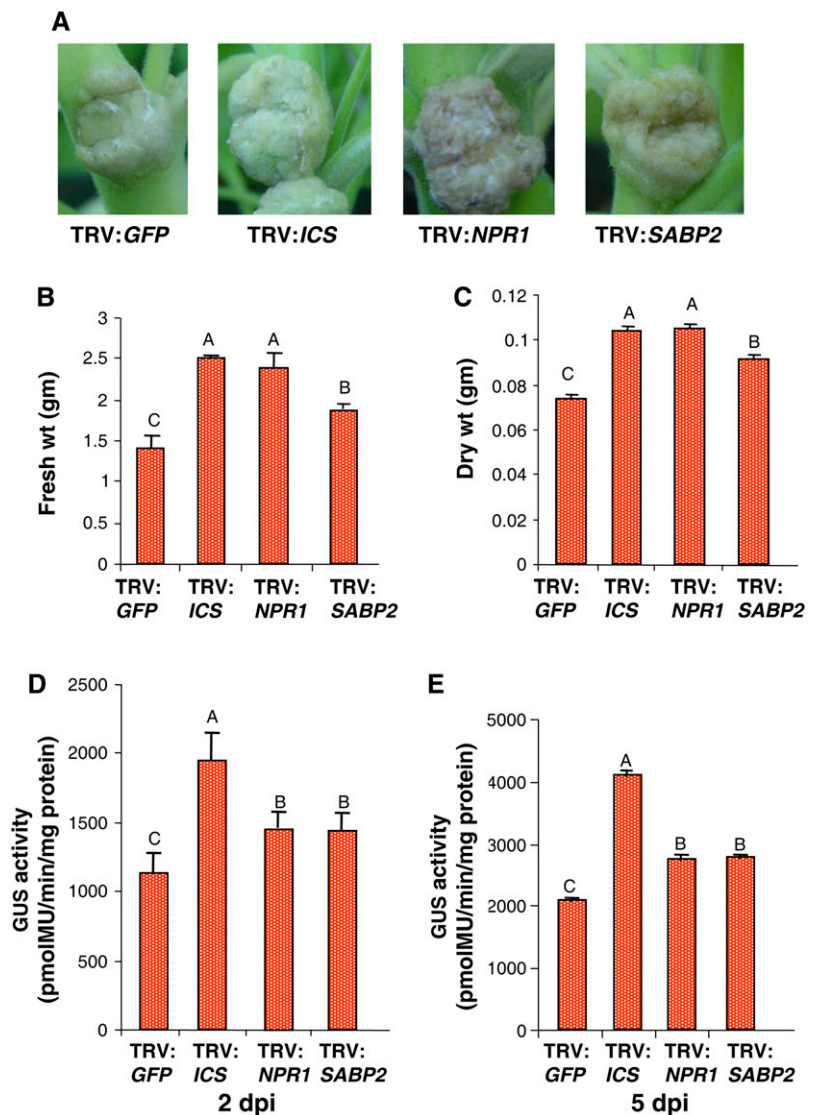 A
TRV:GFP TRV:ICS TRV:NPR1 TRV:SABP2
B
Fresh wt (gm)
3
2.5
2
1.5
1
0.5
0
C
A
A
B
TRV: TRV: TRV: TRV:
GFP ICS NPR1 SABP2
C
Dry wt (gm)
0.12
0.1
0.08
0.06
0.04
0.02
0
C
A
A
B
TRV: TRV: TRV: TRV:
GFP ICS NPR1 SABP2
D
GUS activity
(pmolMU/min/mg protein)
2500
2000
1500
1000
500
0
C
A
B
B
TRV: TRV: TRV: TRV:
GFP ICS NPR1 SABP2
2 dpi
E
GUS activity
(pmolMU/min/mg protein)
5000
4000
3000
2000
1000
0
C
A
B
B
TRV: TRV: TRV: TRV:
GFP ICS NPR1 SABP2
5 dpi